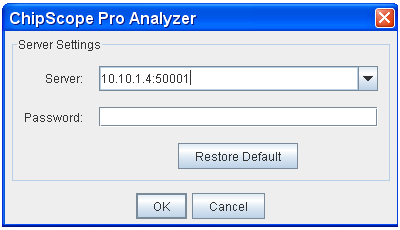 ChipScope Pro Analyzer
Server Settings
Server: 10.10.1.4:50001
Password:
Restore Default
OK Cancel